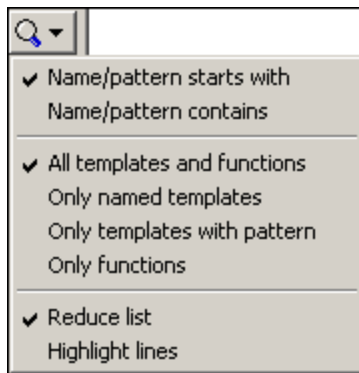 Name/pattern starts with
Name/pattern contains
All templates and functions
Only named templates
Only templates with pattern
Only functions
Reduce list
Highlight lines